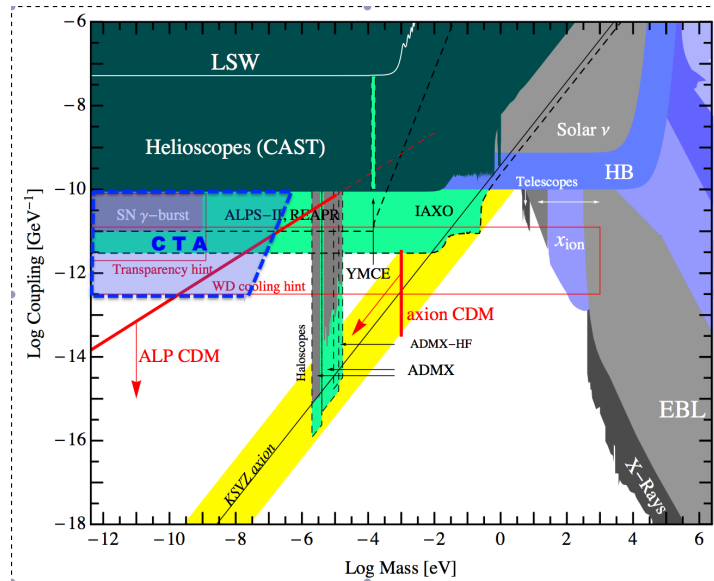 -6
LSW
-8
Solar ν
Helioscopes (CAST)
HB
-10
Telescopes
SN γ-burst
ALPS-II, REAPR
IAXO
CTA
x_ion
Log Coupling [GeV⁻¹]
Transparency hint
YMCE
-12
WD cooling hint
axion CDM
ADMX-HF
ALP CDM
-14
Haloscopes
ADMX
EBL
-16
KSVZ axion
X-Rays
-18
-12 -10 -8 -6 -4 -2 0 2 4 6
Log Mass [eV]